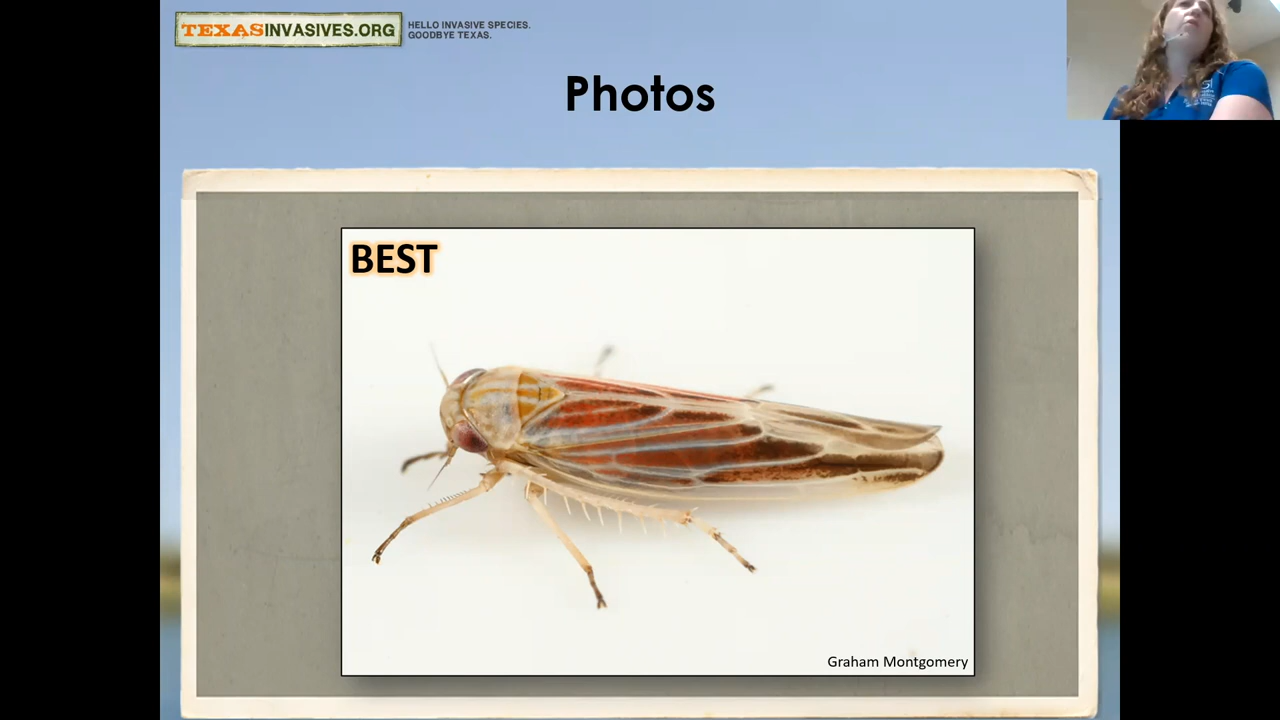 TEXASINVASIVES.ORG
HELLO INVASIVE SPECIES.
GOODBYE TEXAS.
Photos
BEST
Graham Montgomery